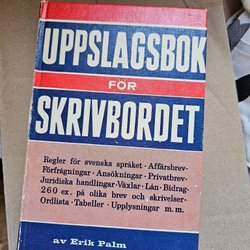 UPPSLAGSBOK
FÖR
SKRIVBORDET
Regler för svenska språket · Affärsbrev·
Förfrågningar · Ansökningar · Privatbrev·
Juridiska handlingar·Växlar· Lån· Bidrag·
260 ex. på olika brev och skrivelser·
Ordlista · Tabeller · Upplysningar m. m.
av Erik Palm